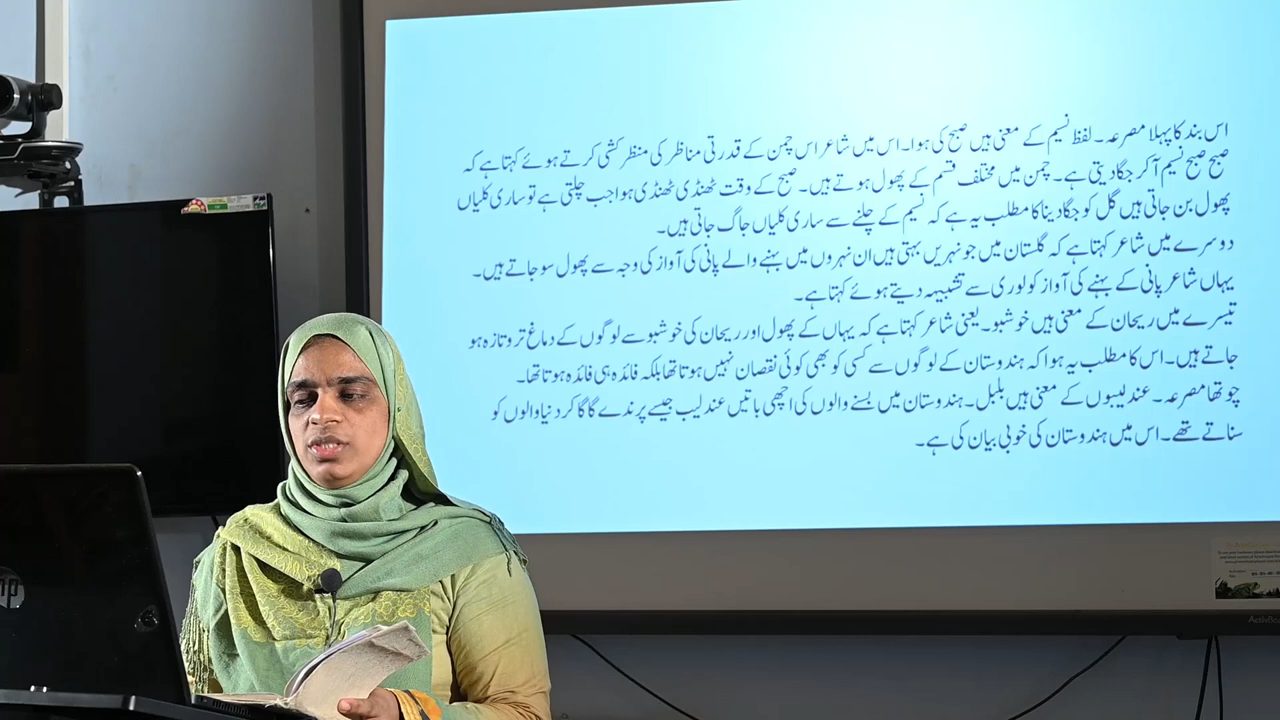 اس بند کا پہلا مصرعہ۔ لفظ نسیم کے معنی ہیں صبح کی ہوا۔ اس میں شاعر اس چمن کے قدرتی مناظر کی منظر کشی کرتے ہوئے کہتا ہے کہ
صبح صبح نسیم آکر جگا دیتی ہے۔ چمن میں مختلف قسم کے پھول ہوتے ہیں۔ صبح کے وقت ٹھنڈی ٹھنڈی ہوا جب چلتی ہے تو ساری کلیاں
پھول بن جاتی ہیں گل کو جگا دینا کا مطلب یہ ہے کہ نسیم کے چلنے سے ساری کلیاں جاگ جاتی ہیں۔
دوسرے میں شاعر کہتا ہے کہ گلستان میں جو نہریں بہتی ہیں ان نہروں میں بہنے والے پانی کی آواز کی وجہ سے پھول سو جاتے ہیں۔
یہاں شاعر پانی کے بہنے کی آواز کو لوری سے تشبیہہ دیتے ہوئے کہتا ہے۔
تیسرے میں ریحان کے معنی ہیں خوشبو۔ یعنی شاعر کہتا ہے کہ یہاں کے پھول اور ریحان کی خوشبو سے لوگوں کے دماغ تر و تازہ ہو
جاتے ہیں۔ اس کا مطلب یہ ہوا کہ ہندوستان کے لوگوں سے کسی کو بھی کوئی نقصان نہیں ہوتا تھا بلکہ فائدہ ہی فائدہ ہوتا تھا۔
چوتھا مصرعہ۔ عندلیبوں کے معنی ہیں بلبل۔ ہندوستان میں بسنے والوں کی اچھی باتیں عندلیب جیسے پرندے گا گا کر دنیا والوں کو
سناتے تھے۔ اس میں ہندوستان کی خوبی بیان کی ہے۔
hp